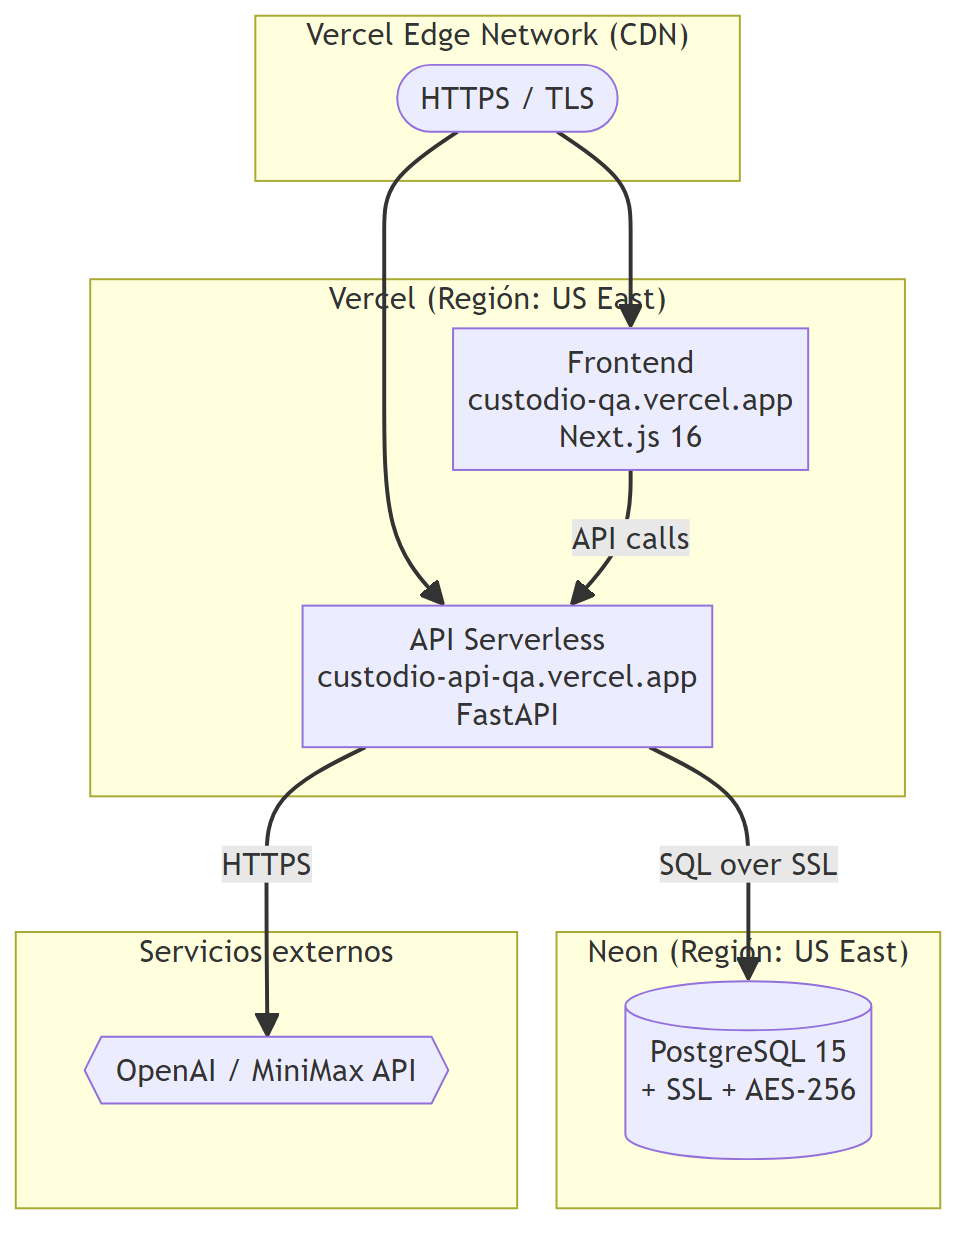 Vercel Edge Network (CDN)
HTTPS / TLS
Vercel (Región: US East)
Frontend
custodio-qa.vercel.app
Next.js 16
API calls
API Serverless
custodio-api-qa.vercel.app
FastAPI
HTTPS
SQL over SSL
Servicios externos
OpenAI / MiniMax API
Neon (Región: US East)
PostgreSQL 15
+ SSL + AES-256